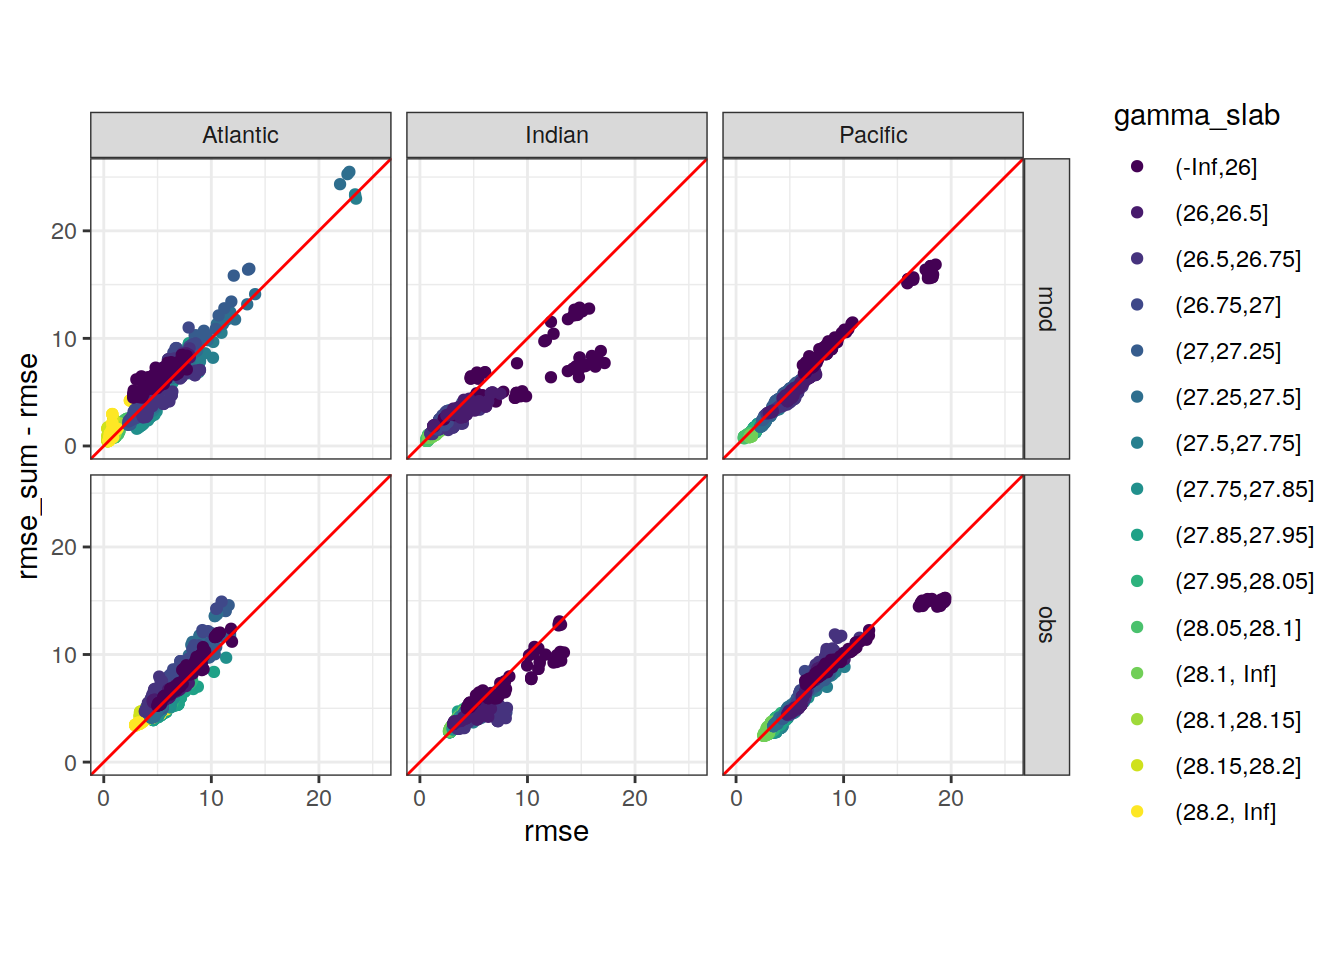 Atlantic
Indian
Pacific
mod
obs
rmse_sum - rmse
20
10
0
20
10
0
0
10
20
0
10
20
0
10
20
rmse
gamma_slab
(-Inf,26]
(26,26.5]
(26.5,26.75]
(26.75,27]
(27,27.25]
(27.25,27.5]
(27.5,27.75]
(27.75,27.85]
(27.85,27.95]
(27.95,28.05]
(28.05,28.1]
(28.1, Inf]
(28.1,28.15]
(28.15,28.2]
(28.2, Inf]